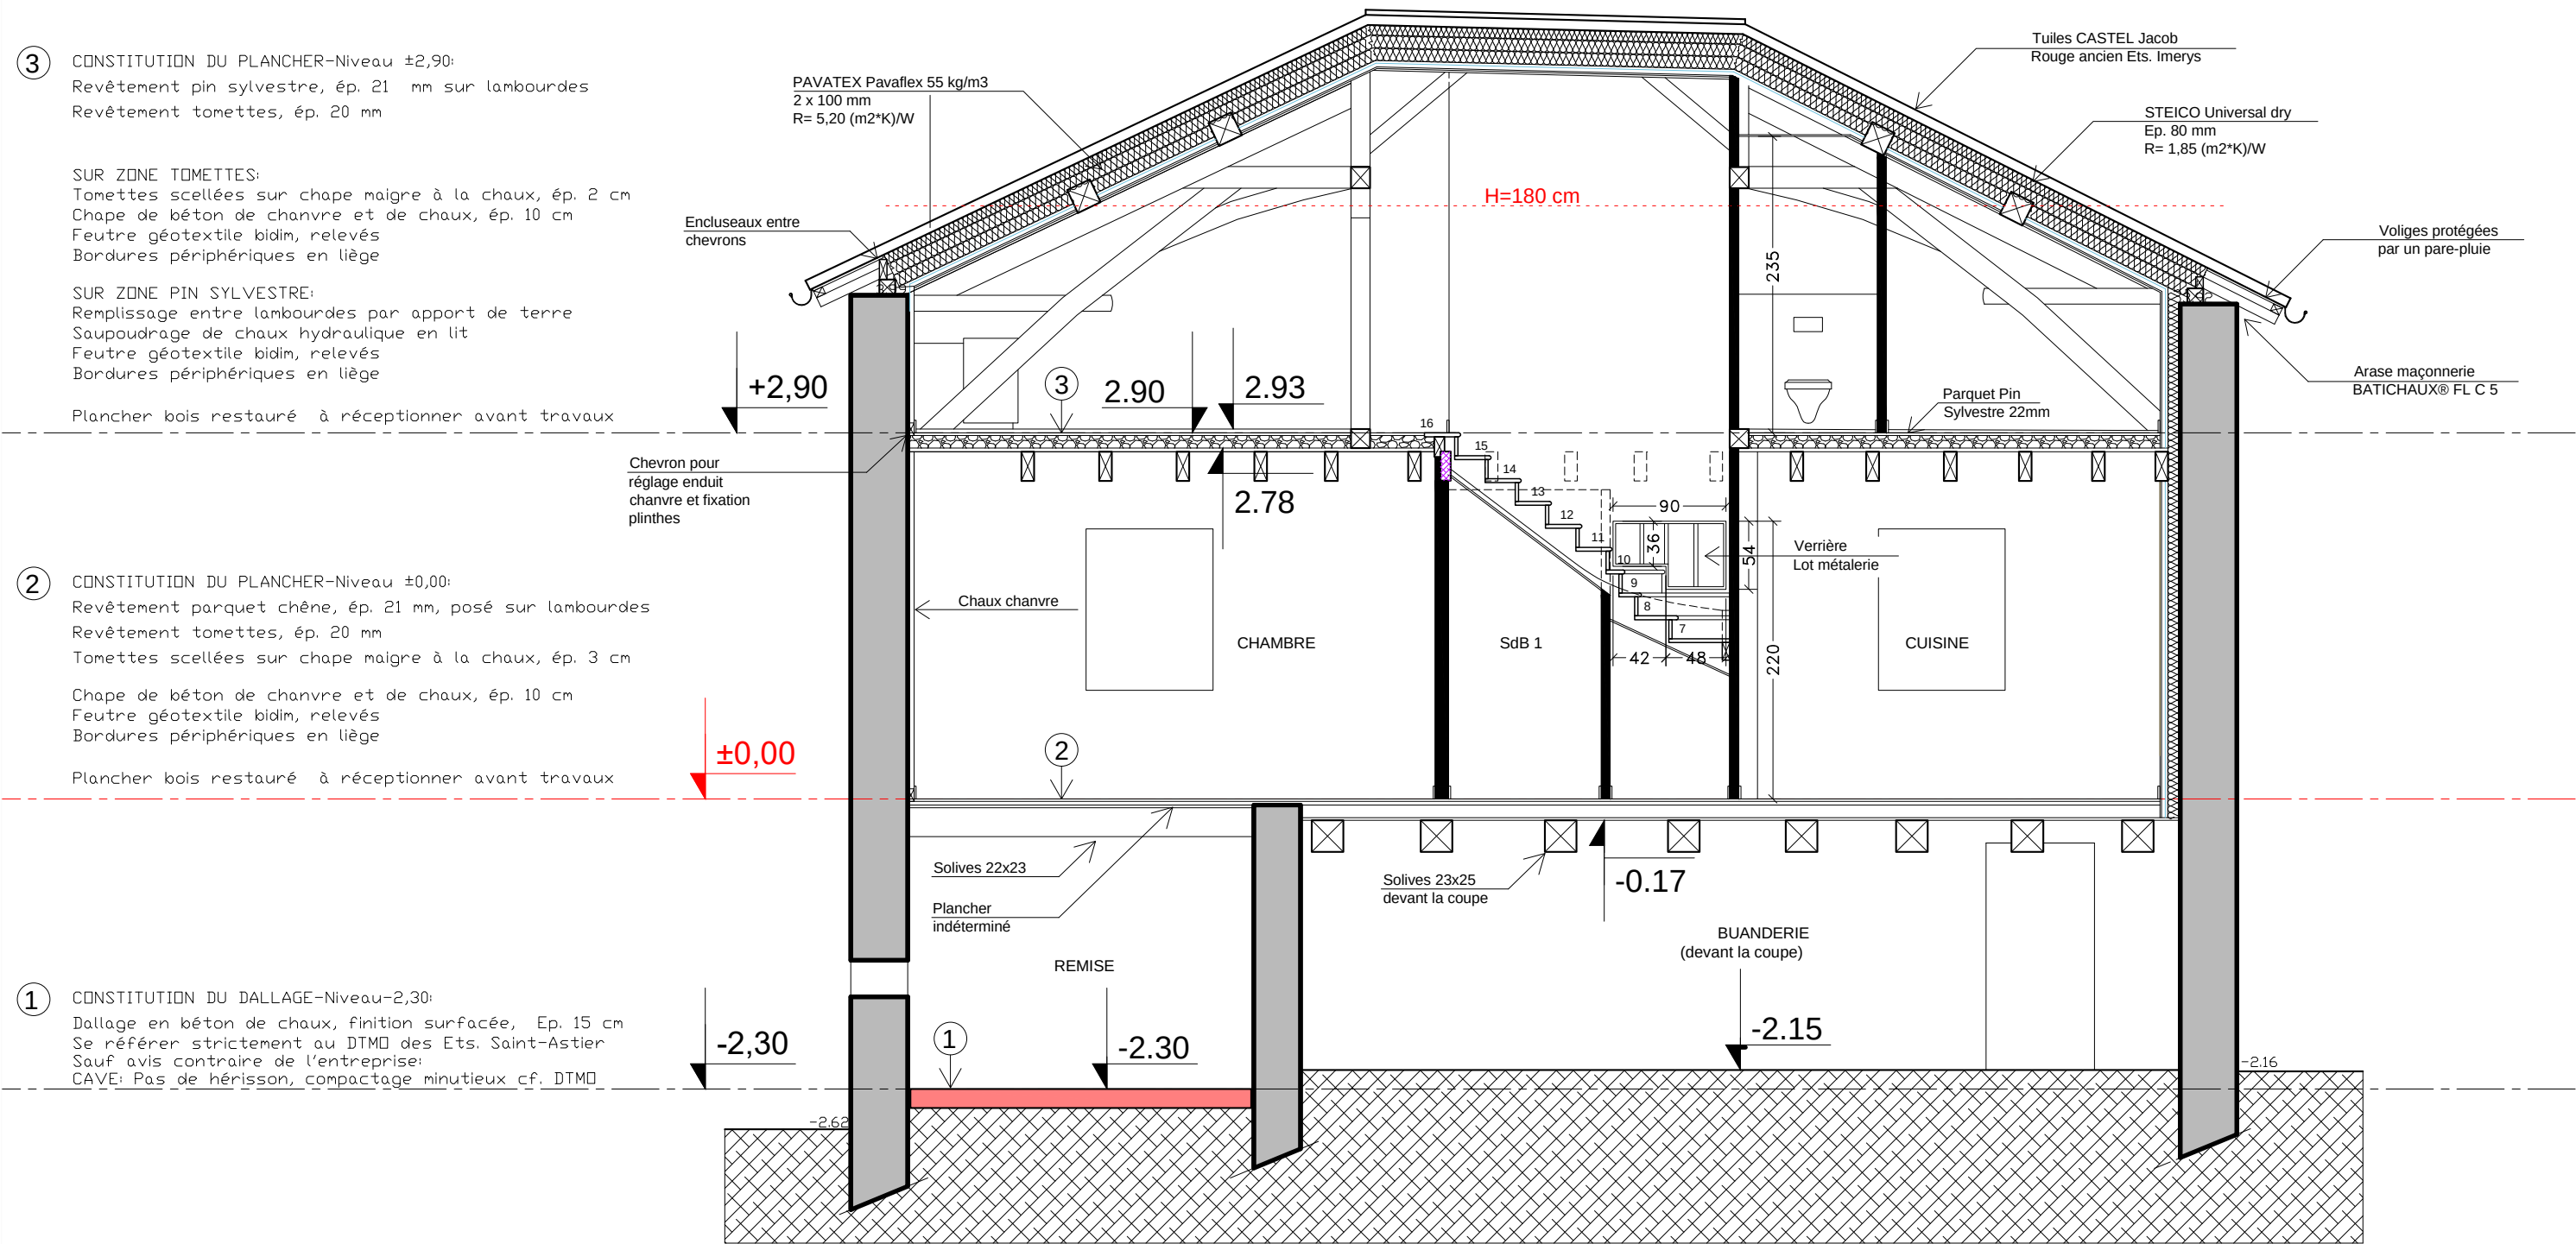 3
CONSTITUTION DU PLANCHER-Niveau ±2,90:
Revêtement pin sylvestre, ép. 21 mm sur lambourdes
Revêtement tomettes, ép. 20 mm
SUR ZONE TOMETTES:
Tomettes scellées sur chape maigre à la chaux, ép. 2 cm
Chape de béton de chanvre et de chaux, ép. 10 cm
Feutre géotextile bidim, relevés
Bordures périphériques en liège
SUR ZONE PIN SYLVESTRE:
Remplissage entre lambourdes par apport de terre
Saupoudrage de chaux hydraulique en lit
Feutre géotextile bidim, relevés
Bordures périphériques en liège
Plancher bois restauré à réceptionner avant travaux
2
CONSTITUTION DU PLANCHER-Niveau ±0,00:
Revêtement parquet chêne, ép. 21 mm, posé sur lambourdes
Revêtement tomettes, ép. 20 mm
Tomettes scellées sur chape maigre à la chaux, ép. 3 cm
Chape de béton de chanvre et de chaux, ép. 10 cm
Feutre géotextile bidim, relevés
Bordures périphériques en liège
Plancher bois restauré à réceptionner avant travaux
1
CONSTITUTION DU DALLAGE-Niveau-2,30:
Dallage en béton de chaux, finition surfacée, Ep. 15 cm
Se référer strictement au DTMO des Ets. Saint-Astier
Sauf avis contraire de l'entreprise:
CAVE: Pas de hérisson, compactage minutieux cf. DTMO
PAVATEX Pavaflex 55 kg/m3
2 x 100 mm
R= 5,20 (m2*K)/W
Tuiles CASTEL Jacob
Rouge ancien Ets. Imerys
STEICO Universal dry
Ep. 80 mm
R= 1,85 (m2*K)/W
H=180 cm
Encluseaux entre
chevrons
Voliges protégées
par un pare-pluie
235
Arase maçonnerie
BATICHAUX® FL C 5
+2,90
3
2.90
2.93
Parquet Pin
Sylvestre 22mm
Chevron pour
réglage enduit
chanvre et fixation
plinthes
2.78
16
15
14
13
12
11
10
9
8
7
90
36
54
Verrière
Lot métalerie
Chaux chanvre
CHAMBRE
SdB 1
42
48
220
CUISINE
±0,00
2
Solives 22x23
Plancher
indéterminé
Solives 23x25
devant la coupe
-0.17
BUANDERIE
(devant la coupe)
REMISE
-2,30
1
-2.30
-2.15
-2.16
-2.62